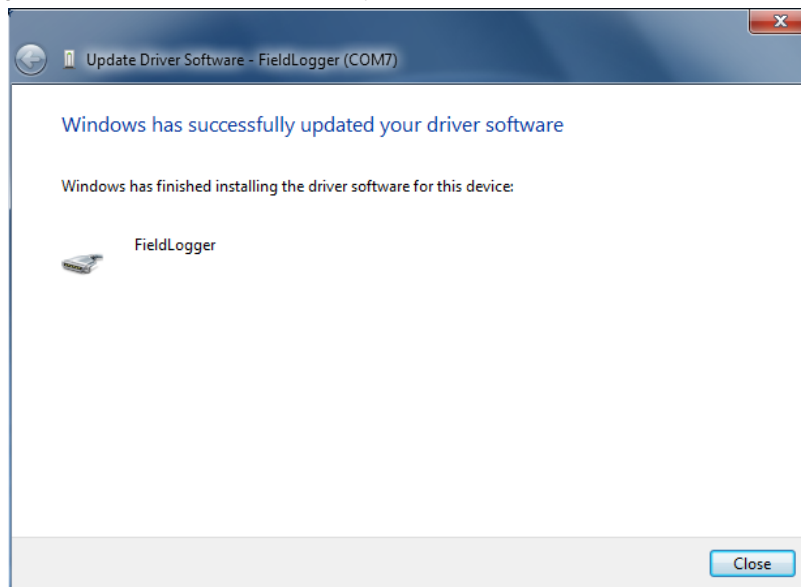 Update Driver Software - FieldLogger (COM7)
Windows has successfully updated your driver software
Windows has finished installing the driver software for this device:
FieldLogger
Close